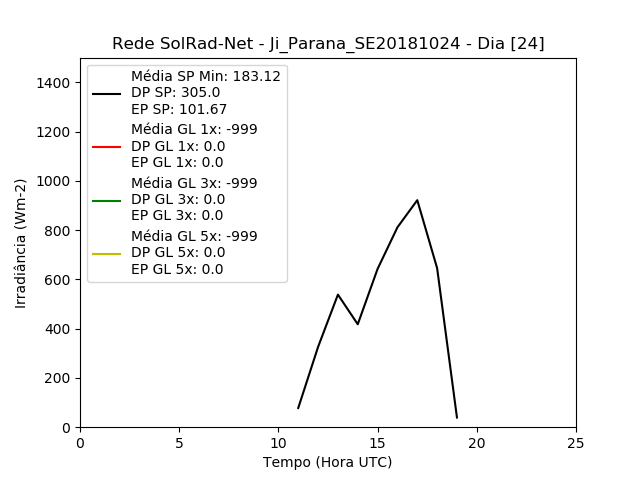 Rede SolRad-Net - Ji_Parana_SE20181024 - Dia [24]
Média SP Min: 183.12
DP SP: 305.0
EP SP: 101.67
Média GL 1x: -999
DP GL 1x: 0.0
EP GL 1x: 0.0
Média GL 3x: -999
DP GL 3x: 0.0
EP GL 3x: 0.0
Média GL 5x: -999
DP GL 5x: 0.0
EP GL 5x: 0.0
Irradiância (Wm-2)
1400
1200
1000
800
600
400
200
0
0 5 10 15 20 25
Tempo (Hora UTC)